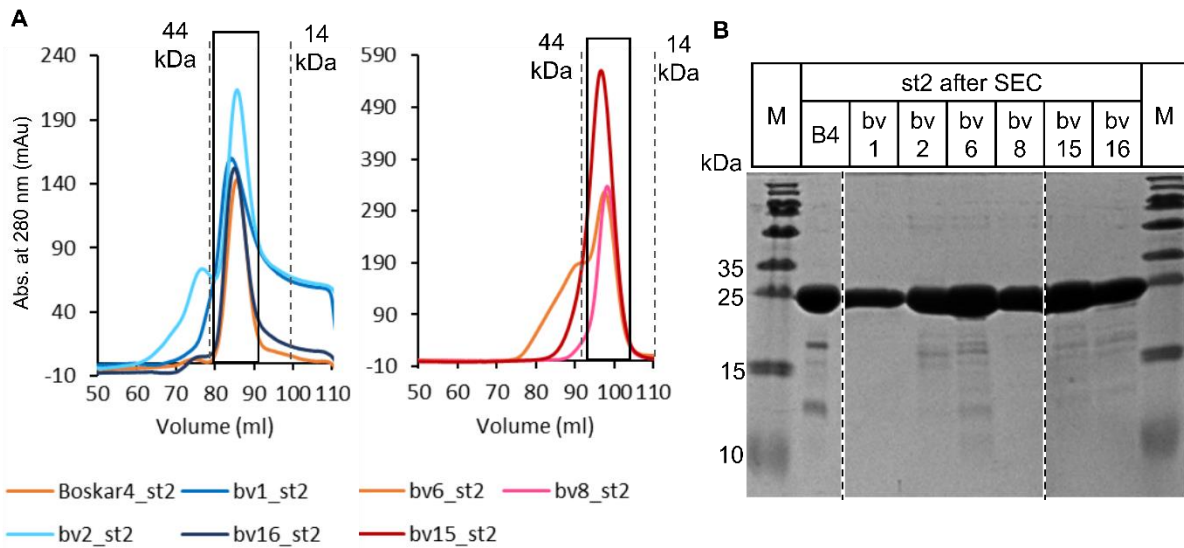 A
44
kDa
14
kDa
240
190
140
90
40
-10
Abs. at 280 nm (mAu)
50 60 70 80 90 100 110
Volume (ml)
44
kDa
14
kDa
590
490
390
290
190
90
-10
50 60 70 80 90 100 110
Volume (ml)
Boskar4_st2 bv1_st2
bv2_st2 bv16_st2
bv6_st2 bv8_st2
bv15_st2
B
M
st2 after SEC
M
B4
bv
1
bv
2
bv
6
bv
8
bv
15
bv
16
kDa
35
25
15
10